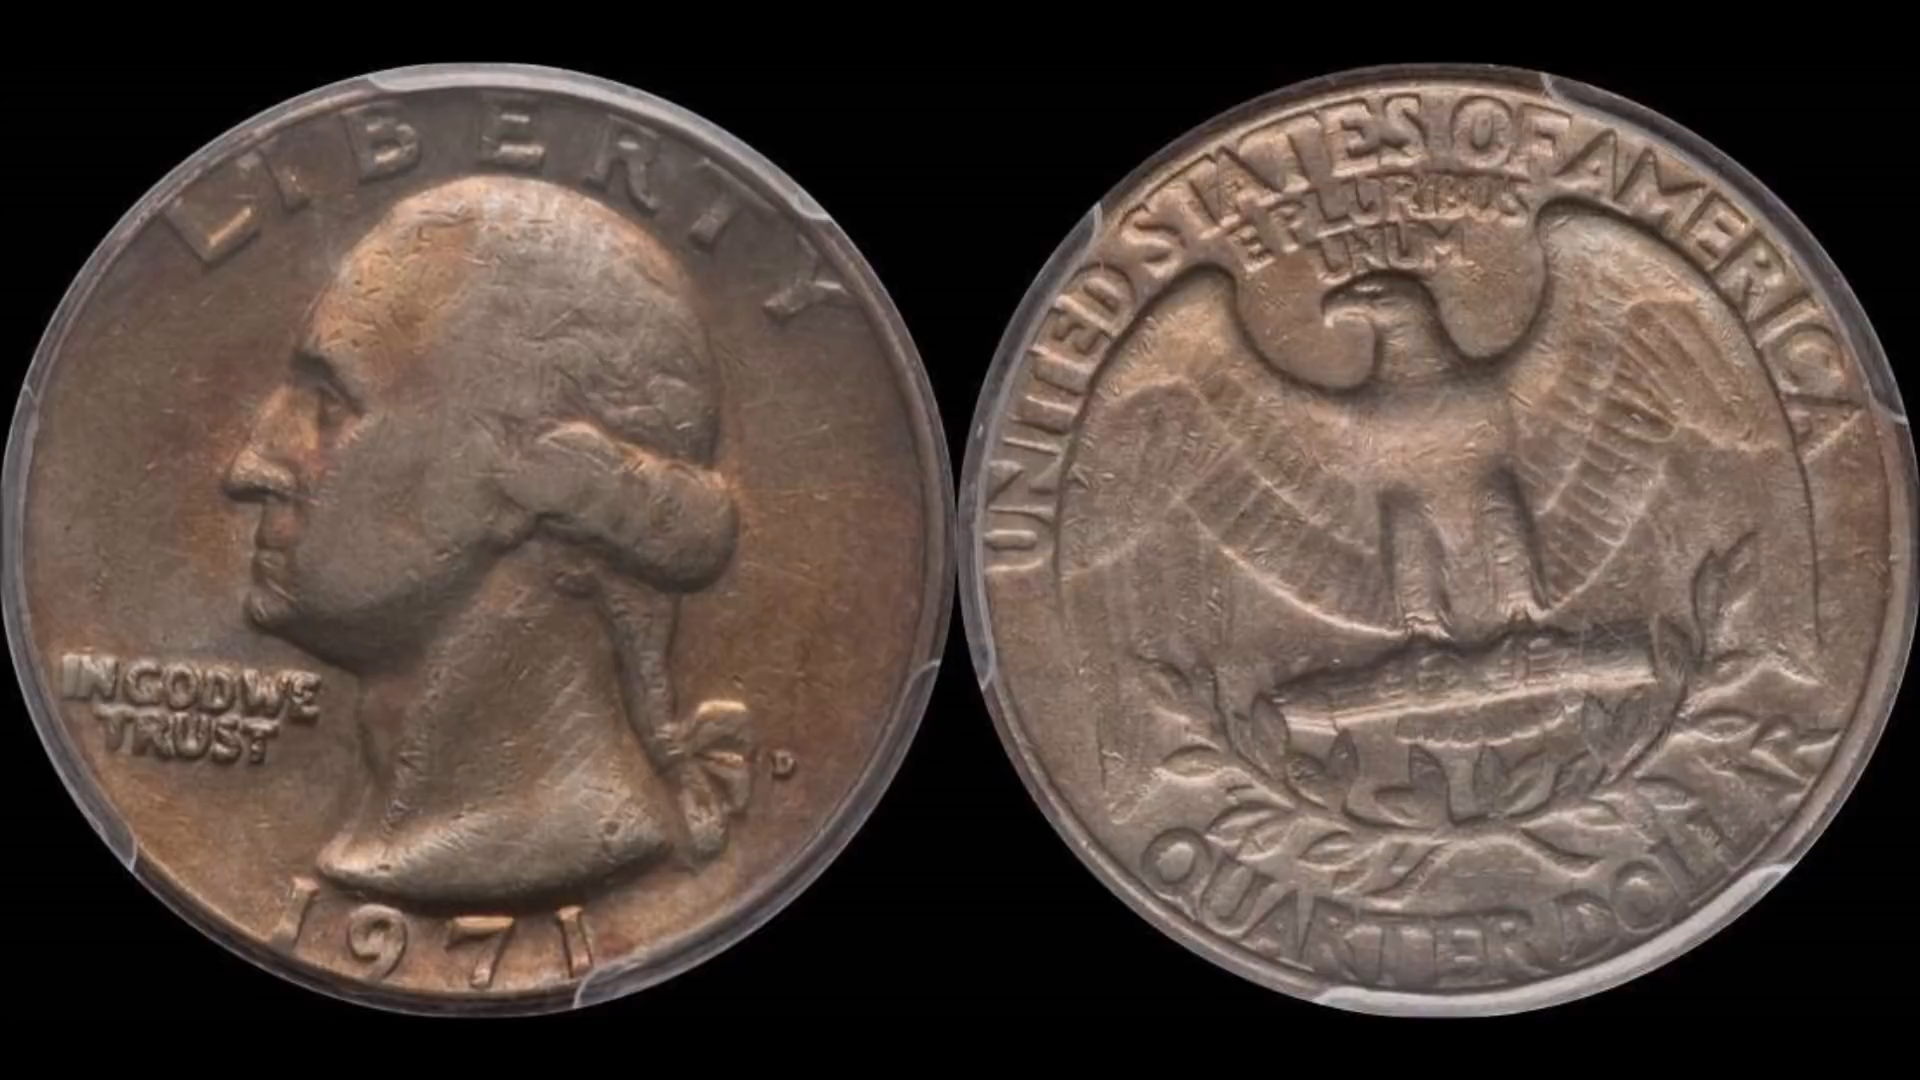 LIBERTY
IN GOD WE
TRUST
D
1971
UNITED STATES OF AMERICA
E PLURIBUS
UNUM
QUARTER DOLLAR